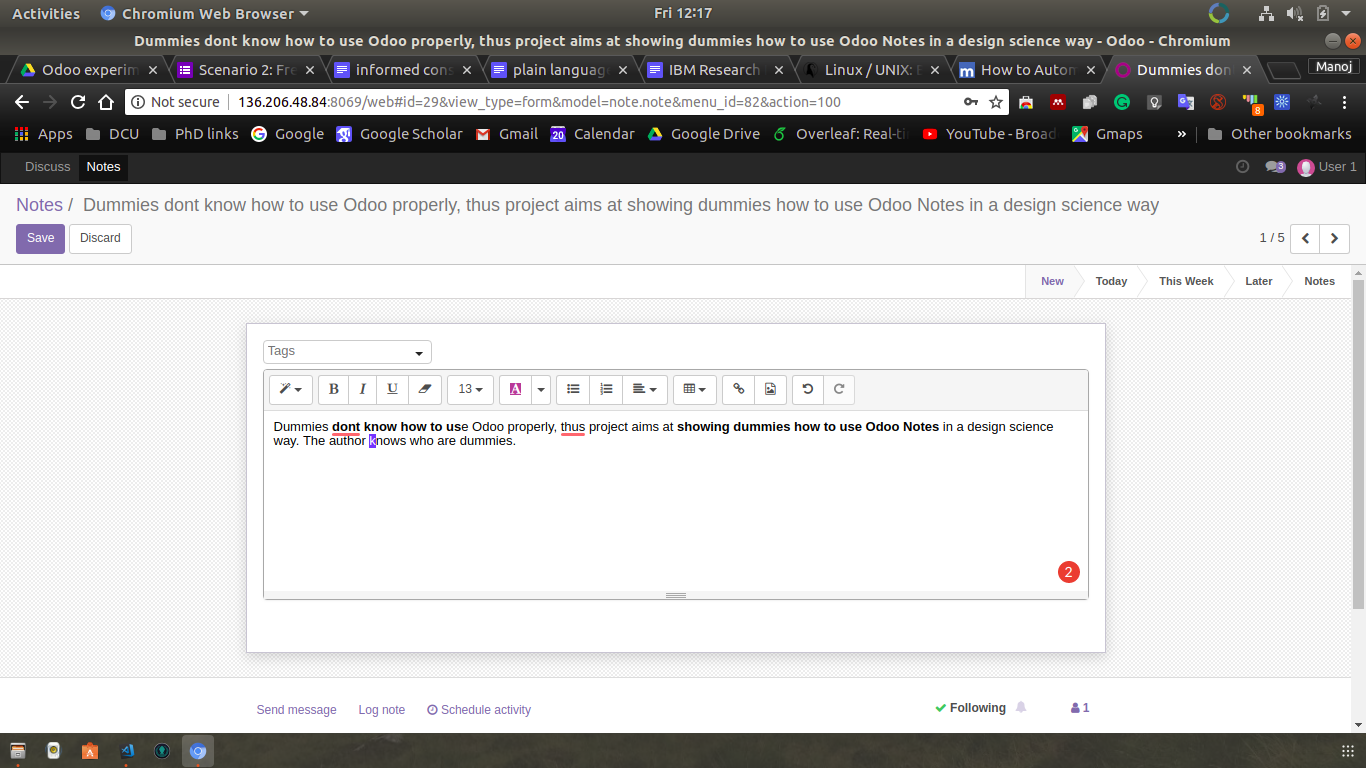 Activities Chromium Web Browser Fri 12:17
Dummies dont know how to use Odoo properly, thus project aims at showing dummies how to use Odoo Notes in a design science way - Odoo - Chromium
Odoo experim Scenario 2: Fre informed cons plain language IBM Research Linux / UNIX: How to Autom Dummies don Manoj
Not secure 136.206.48.84:8069/web#id=29&view_type=form&model=note.note&menu_id=82&action=100 8
Apps DCU PhD links Google Google Scholar Gmail 20 Calendar Google Drive Overleaf: Real-ti YouTube - Broad Gmaps » Other bookmarks
Discuss Notes 3 User 1
Notes / Dummies dont know how to use Odoo properly, thus project aims at showing dummies how to use Odoo Notes in a design science way
Save Discard 1 / 5
New Today This Week Later Notes
Tags
B I U 13 A
Dummies dont know how to use Odoo properly, thus project aims at showing dummies how to use Odoo Notes in a design science
way. The author knows who are dummies.
2
Send message Log note Schedule activity Following 1